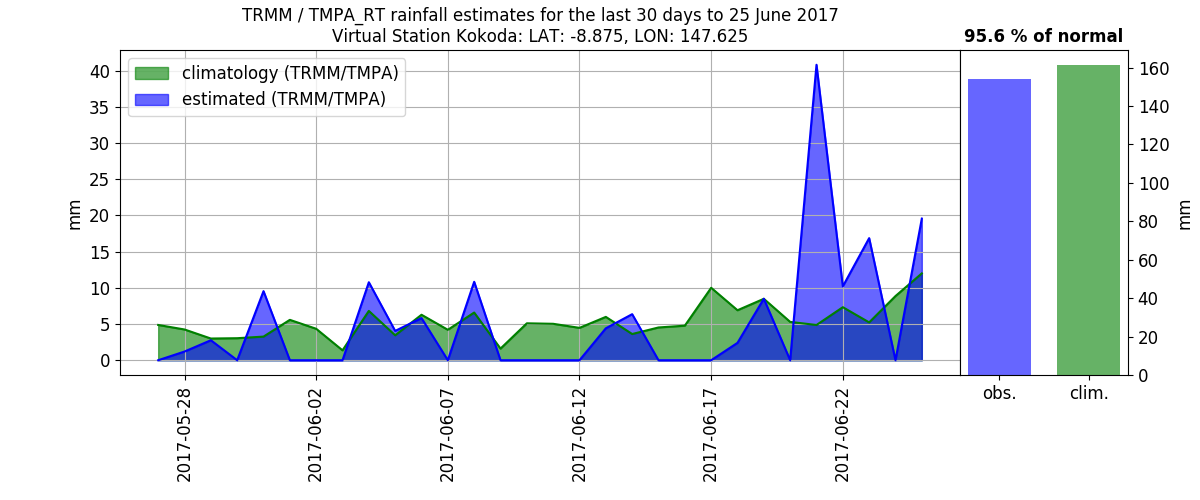 TRMM / TMPA_RT rainfall estimates for the last 30 days to 25 June 2017
Virtual Station Kokoda: LAT: -8.875, LON: 147.625
95.6 % of normal
climatology (TRMM/TMPA)
estimated (TRMM/TMPA)
40
35
30
25
20
15
10
5
0
mm
2017-05-28
2017-06-02
2017-06-07
2017-06-12
2017-06-17
2017-06-22
160
140
120
100
80
60
40
20
0
mm
obs.
clim.